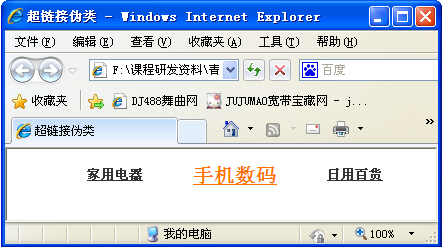 超链接伪类 - Windows Internet Explorer
文件(F) 编辑(E) 查看(V) 收藏夹(A) 工具(T) 帮助(H)
F:\课程研发资料\青 百度
收藏夹 DJ488舞曲网 JUJUMAO宽带宝藏网 - j...
超链接伪类
家用电器 手机数码 日用百货
我的电脑 100%